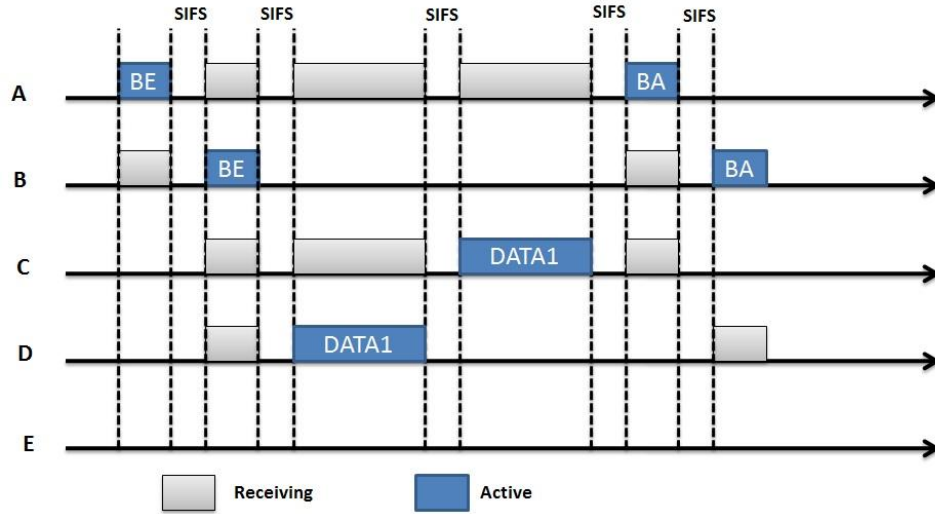 SIFS SIFS SIFS SIFS SIFS
A BE BA
B BE BA
C DATA1
D DATA1
E
Receiving Active